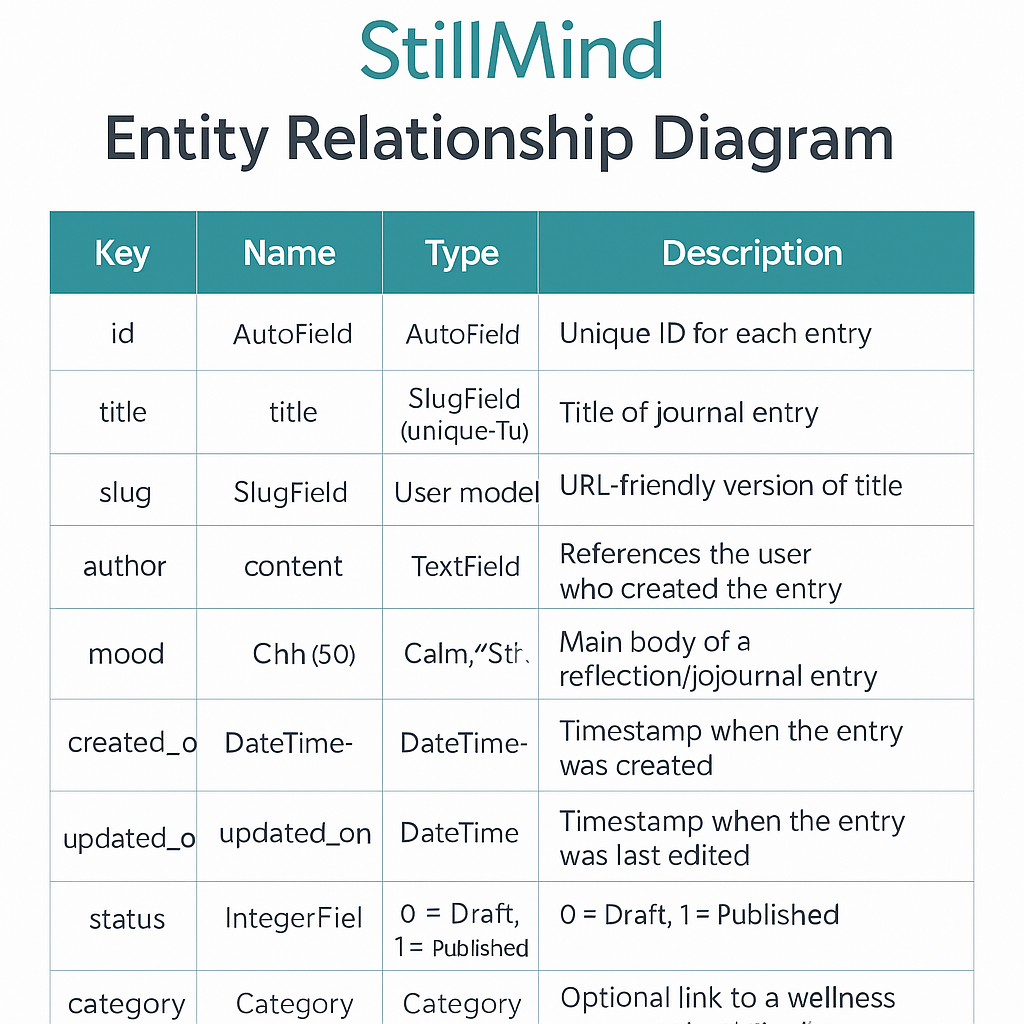 StillMind
Entity Relationship Diagram
Key Name Type Description
id AutoField AutoField Unique ID for each entry
title title SlugField
(unique-Tu) Title of journal entry
slug SlugField User model URL-friendly version of title
author content TextField References the user
who created the entry
mood Chh (50) Calm, Main body of a
reflection/jojournal entry
created_o DateTime- DateTime- Timestamp when the entry
was created
updated_o updated_on DateTime Timestamp when the entry
was last edited
status IntegerFiel 0 = Draft,
1 = Published 0 = Draft, 1 = Published
category Category Category Optional link to a wellness